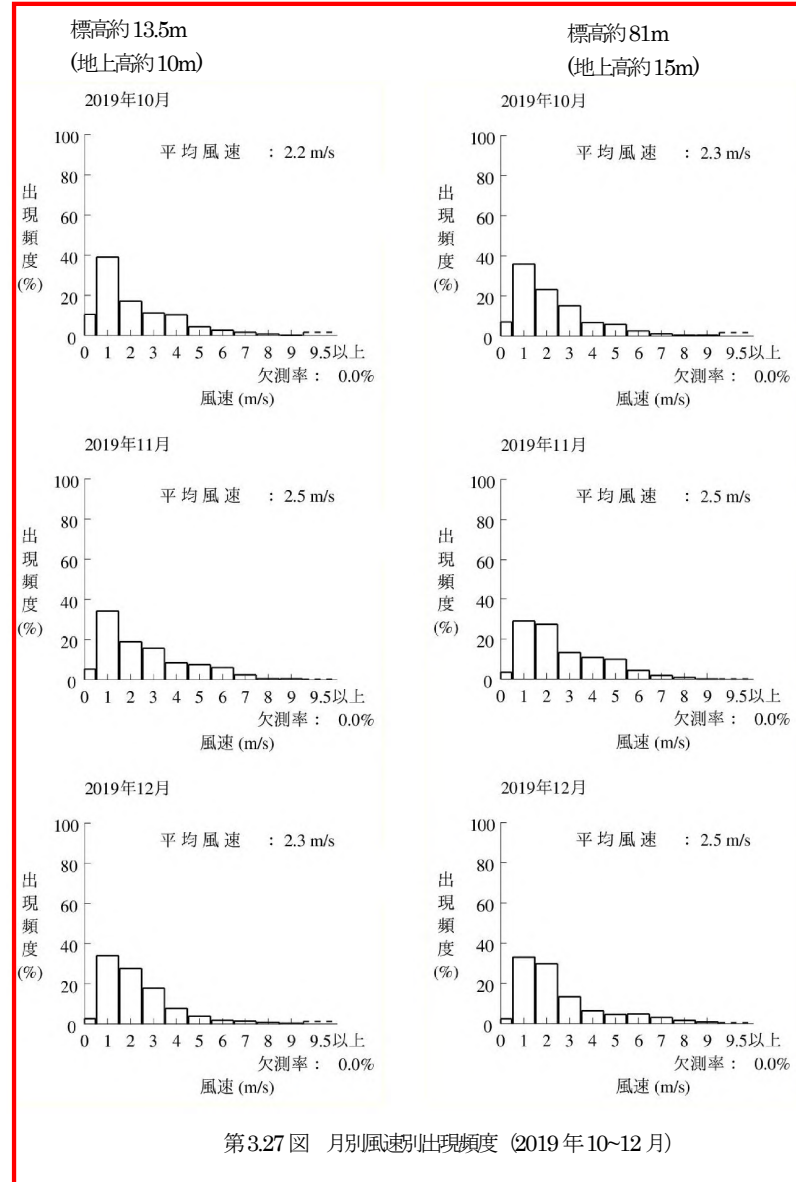 標高約13.5m
(地上高約10m)
標高約81m
(地上高約15m)
2019年10月
平均風速 : 2.2 m/s
100
80
60
40
20
0
出現頻度(%)
0 1 2 3 4 5 6 7 8 9 9.5以上
欠測率： 0.0%
風速 (m/s)
2019年10月
平均風速 : 2.3 m/s
100
80
60
40
20
0
出現頻度(%)
0 1 2 3 4 5 6 7 8 9 9.5以上
欠測率： 0.0%
風速 (m/s)
2019年11月
平均風速 : 2.5 m/s
100
80
60
40
20
0
出現頻度(%)
0 1 2 3 4 5 6 7 8 9 9.5以上
欠測率： 0.0%
風速 (m/s)
2019年11月
平均風速 : 2.5 m/s
100
80
60
40
20
0
出現頻度(%)
0 1 2 3 4 5 6 7 8 9 9.5以上
欠測率： 0.0%
風速 (m/s)
2019年12月
平均風速 : 2.3 m/s
100
80
60
40
20
0
出現頻度(%)
0 1 2 3 4 5 6 7 8 9 9.5以上
欠測率： 0.0%
風速 (m/s)
2019年12月
平均風速 : 2.5 m/s
100
80
60
40
20
0
出現頻度(%)
0 1 2 3 4 5 6 7 8 9 9.5以上
欠測率： 0.0%
風速 (m/s)
第3.27図 月別風速別出現頻度（2019年10~12月）